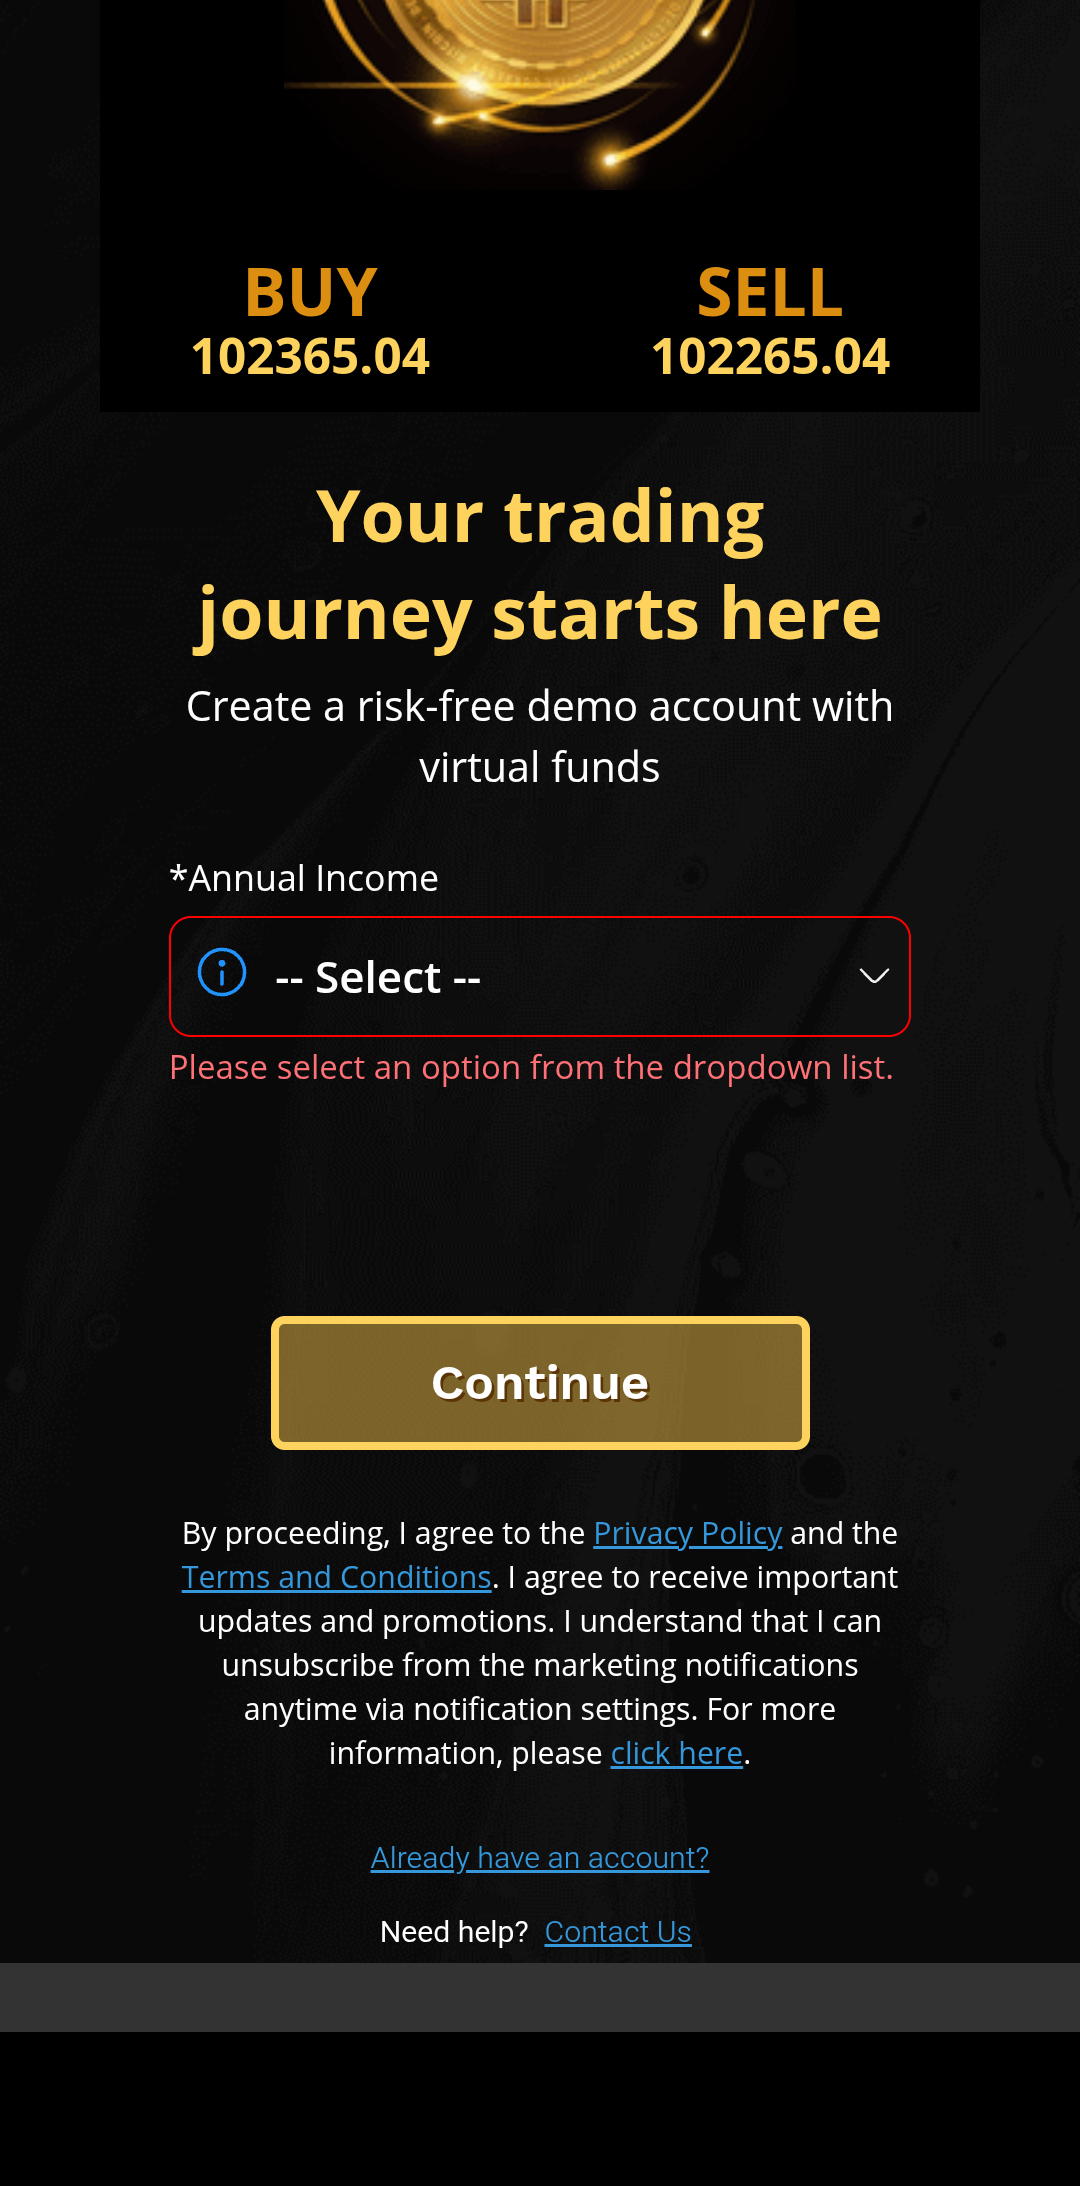 BUY
SELL
102365.04
102265.04
Your trading
journey starts here
Create a risk-free demo account with
virtual funds
*Annual Income
-- Select --
Please select an option from the dropdown list.
Continue
By proceeding, I agree to the Privacy Policy and the
Terms and Conditions. I agree to receive important
updates and promotions. I understand that I can
unsubscribe from the marketing notifications
anytime via notification settings. For more
information, please click here.
Already have an account?
Need help? Contact Us